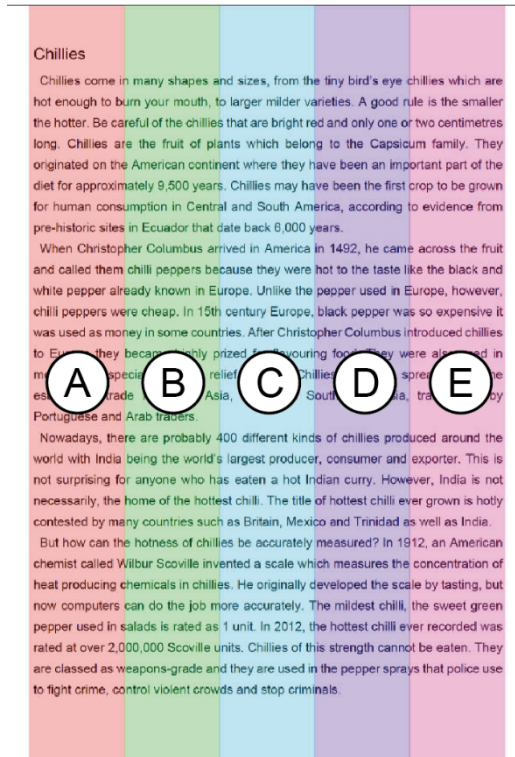 Chillies
Chillies come in many shapes and sizes, from the tiny bird's eye chillies which are
hot enough to burn your mouth, to larger milder varieties. A good rule is the smaller
the hotter. Be careful of the chillies that are bright red and only one or two centimetres
long. Chillies are the fruit of plants which belong to the Capsicum family. They
originated on the American continent where they have been an important part of the
diet for approximately 9,500 years. Chillies may have been the first crop to be grown
for human consumption in Central and South America, according to evidence from
pre-historic sites in Ecuador that date back 6,000 years.
When Christopher Columbus arrived in America in 1492, he came across the fruit
and called them chilli peppers because they were hot to the taste like the black and
white pepper already known in Europe. Unlike the pepper used in Europe, however,
chilli peppers were cheap. In 15th century Europe, black pepper was so expensive it
was used as money in some countries. After Christopher Columbus introduced chillies
to they prized flavouring They were in
relief Chillies
trade Asia, by
A B C D E
Portuguese and Arab traders.
Nowadays, there are probably 400 different kinds of chillies produced around the
world with India being the world's largest producer, consumer and exporter. This is
not surprising for anyone who has eaten a hot Indian curry. However, India is not
necessarily, the home of the hottest chilli. The title of hottest chilli ever grown is hotly
contested by many countries such as Britain, Mexico and Trinidad as well as India.
But how can the hotness of chillies be accurately measured? In 1912, an American
chemist called Wilbur Scoville invented a scale which measures the concentration of
heat producing chemicals in chillies. He originally developed the scale by tasting, but
now computers can do the job more accurately. The mildest chilli, the sweet green
pepper used in salads is rated as 1 unit. In 2012, the hottest chilli ever recorded was
rated at over 2,000,000 Scoville units. Chillies of this strength cannot be eaten. They
are classed as weapons-grade and they are used in the pepper sprays that police use
to fight crime, control violent crowds and stop criminals.